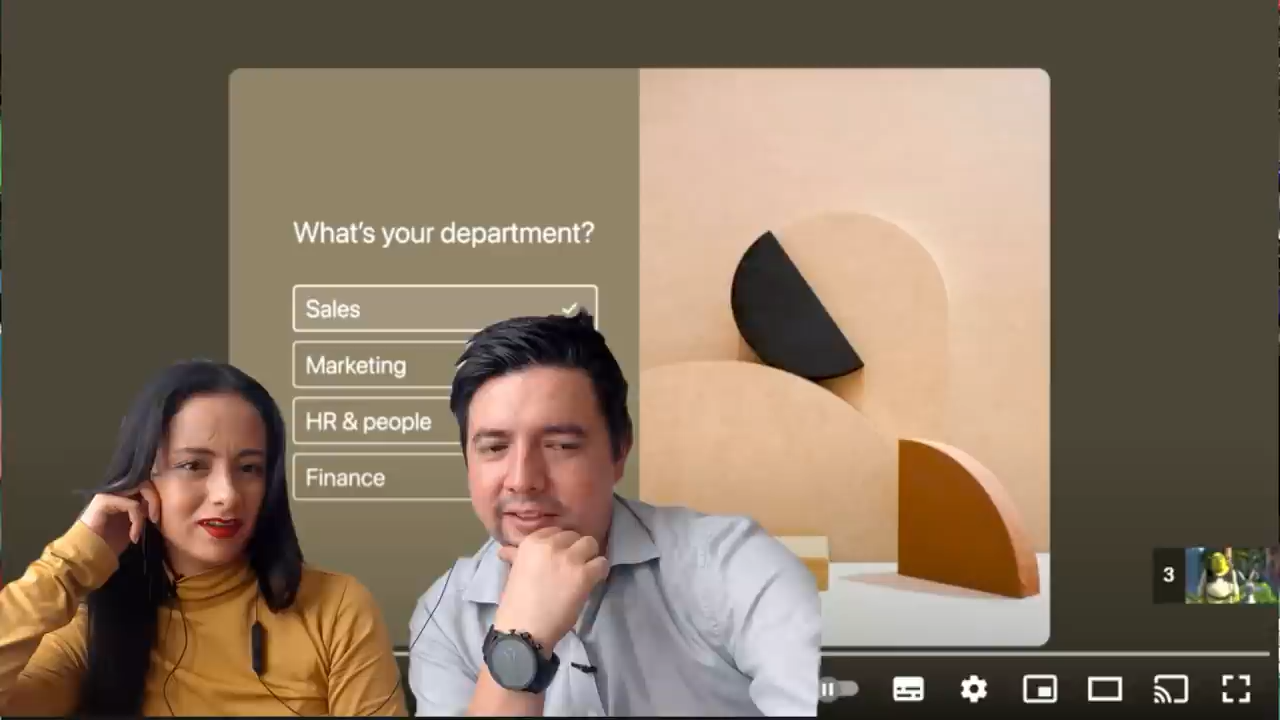 What's your department?
Sales
Marketing
HR & people
Finance
3